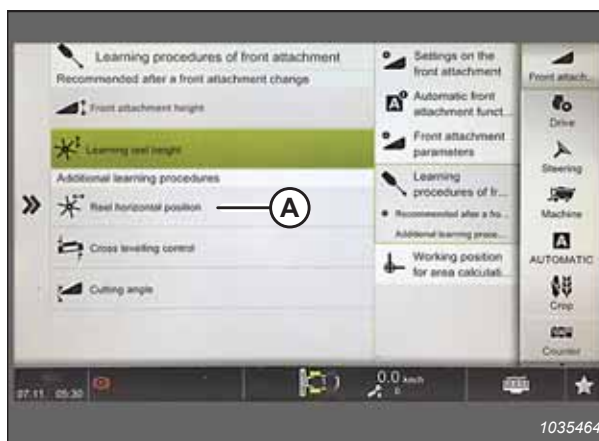 Learning procedures of front attachment
Recommended after a front attachment change
Front attachment height
Learning reel height
Additional learning procedures
Reel horizontal position
A
Cross levelling control
Cutting angle
Settings on the
front attachment
Automatic front
attachment funct...
Front attachment
parameters
Learning
procedures of fr...
Recommended after a fro...
Additional learning proce...
Working position
for area calculati...
Front attach...
Drive
Steering
Machine
A
AUTOMATIC
Crop
Counter
07:11 05:30
0.0 km/h
1035464